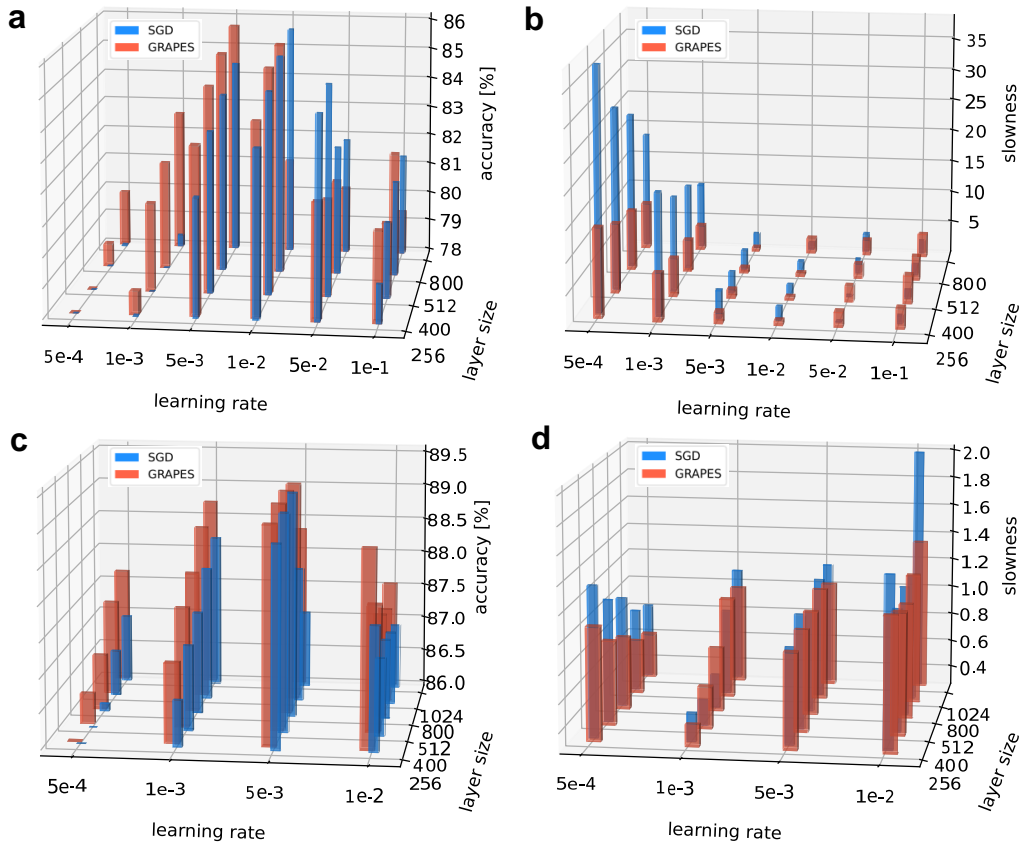 a
SGD
GRAPES
86
85
84
83
82
81
80
79
78
accuracy [%]
800
512
400
256
layer size
5e-4
1e-3
5e-3
1e-2
5e-2
1e-1
learning rate
b
SGD
GRAPES
35
30
25
20
15
10
5
slowness
800
512
400
256
layer size
5e-4
1e-3
5e-3
1e-2
5e-2
1e-1
learning rate
c
SGD
GRAPES
89.5
89.0
88.5
88.0
87.5
87.0
86.5
86.0
accuracy [%]
1024
800
512
400
256
layer size
5e-4
1e-3
5e-3
1e-2
learning rate
d
SGD
GRAPES
2.0
1.8
1.6
1.4
1.2
1.0
0.8
0.6
0.4
slowness
1024
800
512
400
256
layer size
5e-4
1e-3
5e-3
1e-2
learning rate